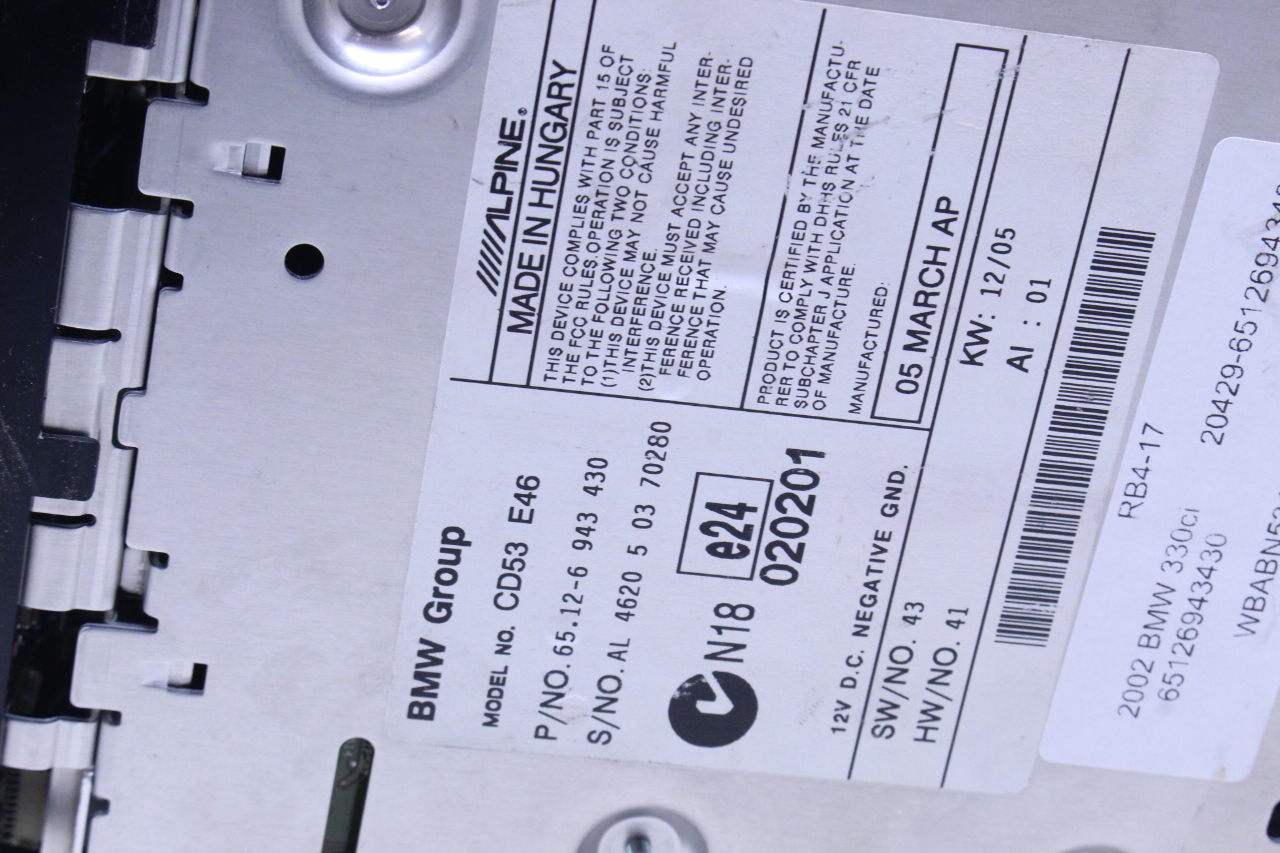 ALPINE®
MADE IN HUNGARY
THIS DEVICE COMPLIES WITH PART 15 OF
THE FCC RULES. OPERATION IS SUBJECT
TO THE FOLLOWING TWO CONDITIONS:
(1)THIS DEVICE MAY NOT CAUSE HARMFUL
INTERFERENCE.
(2)THIS DEVICE MUST ACCEPT ANY INTER-
FERENCE RECEIVED INCLUDING INTER-
FERENCE THAT MAY CAUSE UNDESIRED
OPERATION.
PRODUCT IS CERTIFIED BY THE MANUFACTU-
RER TO COMPLY WITH DHHS RULES 21 CFR
SUBCHAPTER J APPLICATION AT THE DATE
OF MANUFACTURE.
MANUFACTURED:
05 MARCH AP
BMW Group
MODEL NO. CD53 E46
P/NO. 65.12-6 943 430
S/NO. AL 4620 5 03 70280
N18
e24
020201
12V D.C. NEGATIVE GND.
SW/NO. 43
HW/NO. 41
KW: 12/05
AI : 01
RB4-17
2002 BMW 330ci
65126943430